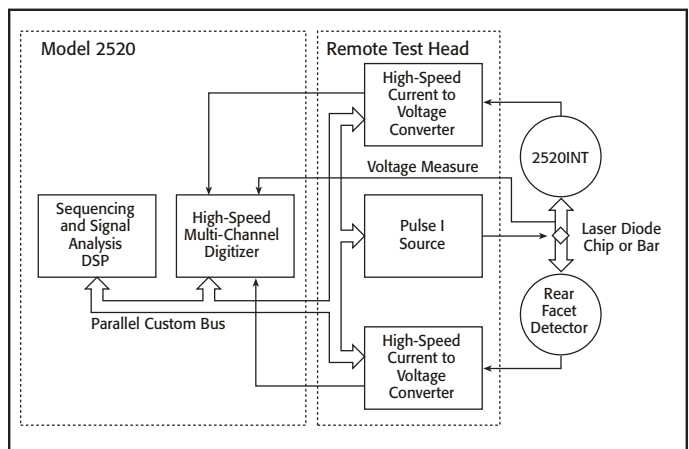 Model 2520
Remote Test Head
High-Speed
Current to
Voltage
Converter
2520INT
Voltage Measure
Sequencing
and Signal
Analysis
DSP
High-Speed
Multi-Channel
Digitizer
Pulse I
Source
Laser Diode
Chip or Bar
Parallel Custom Bus
Rear
Facet
Detector
High-Speed
Current to
Voltage
Converter